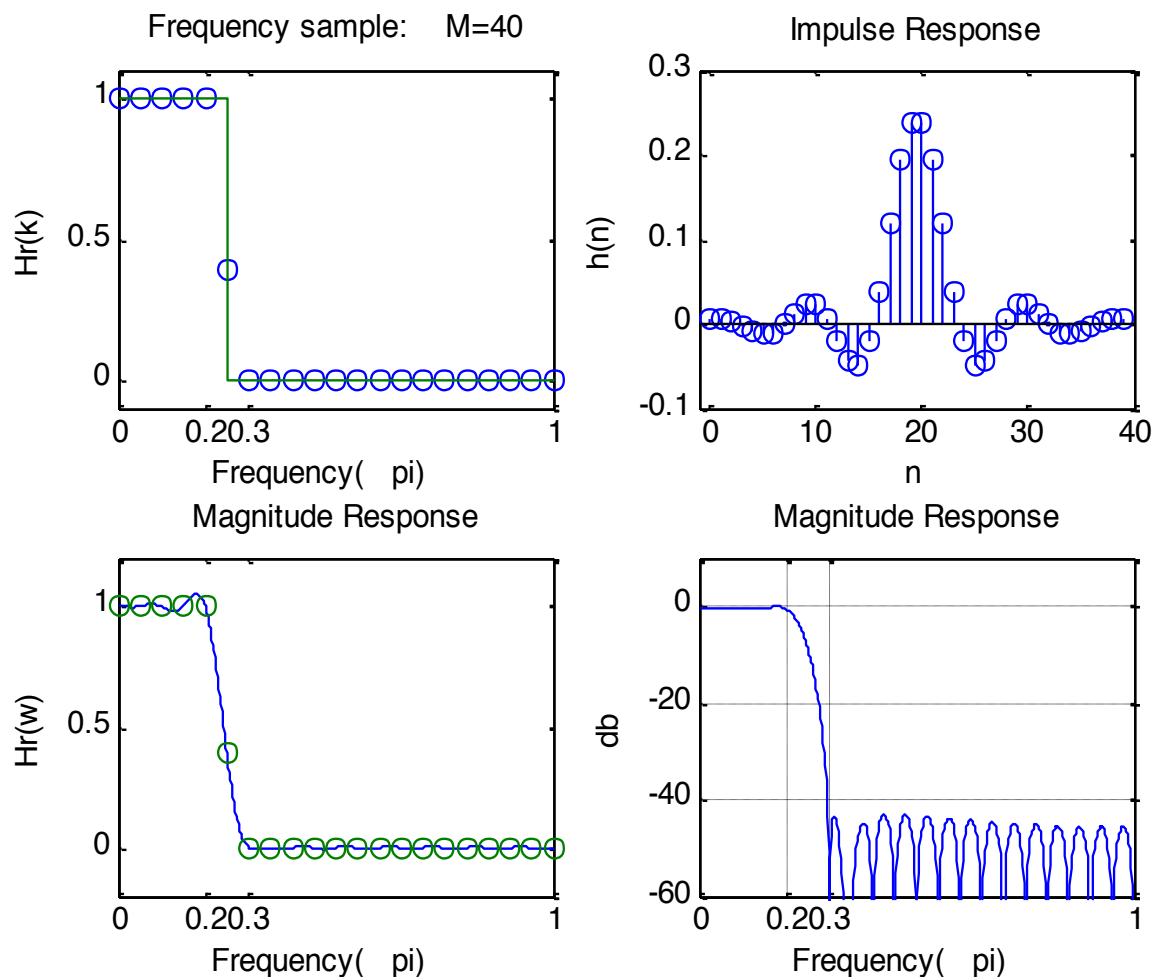 Frequency sample: M=40
1
0.5
0
Hr(k)
0 0.20.3 1
Frequency( pi)
Impulse Response
0.3
0.2
0.1
0
-0.1
h(n)
0 10 20 30 40
n
Magnitude Response
1
0.5
0
Hr(w)
0 0.20.3 1
Frequency( pi)
Magnitude Response
0
-20
-40
-60
db
0 0.20.3 1
Frequency( pi)